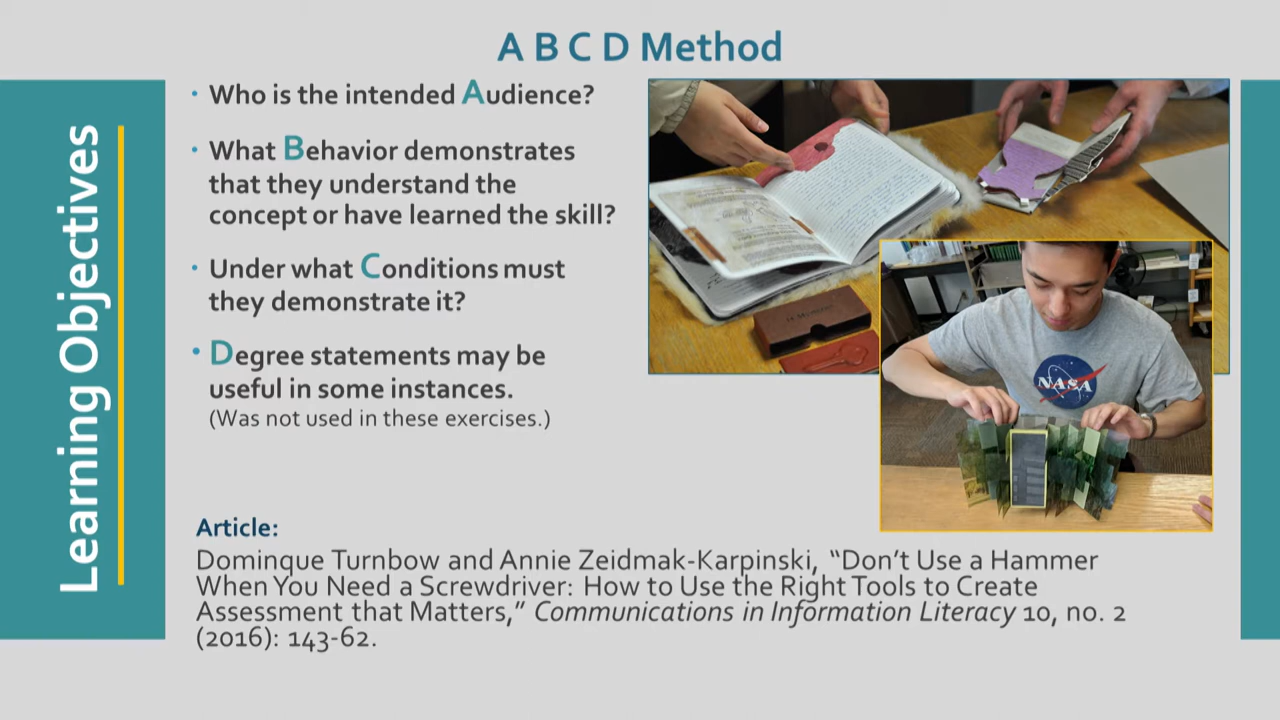 A B C D Method
Learning Objectives
• Who is the intended Audience?
• What Behavior demonstrates
that they understand the
concept or have learned the skill?
• Under what Conditions must
they demonstrate it?
• Degree statements may be
useful in some instances.
(Was not used in these exercises.)
NASA
Article:
Dominque Turnbow and Annie Zeidmak-Karpinski, “Don’t Use a Hammer
When You Need a Screwdriver: How to Use the Right Tools to Create
Assessment that Matters,” Communications in Information Literacy 10, no. 2
(2016): 143-62.